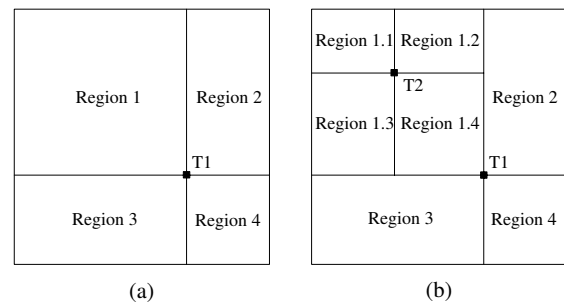 Region 1
Region 2
T1
Region 3
Region 4
(a)
Region 1.1
Region 1.2
T2
Region 2
Region 1.3
Region 1.4
T1
Region 3
Region 4
(b)